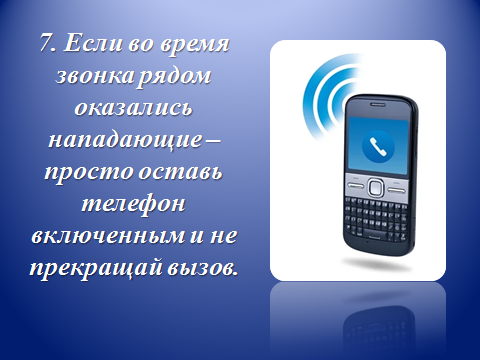 7. Если во время
звонка рядом
оказались
нападающие –
просто оставь
телефон
включенным и не
прекращай вызов.